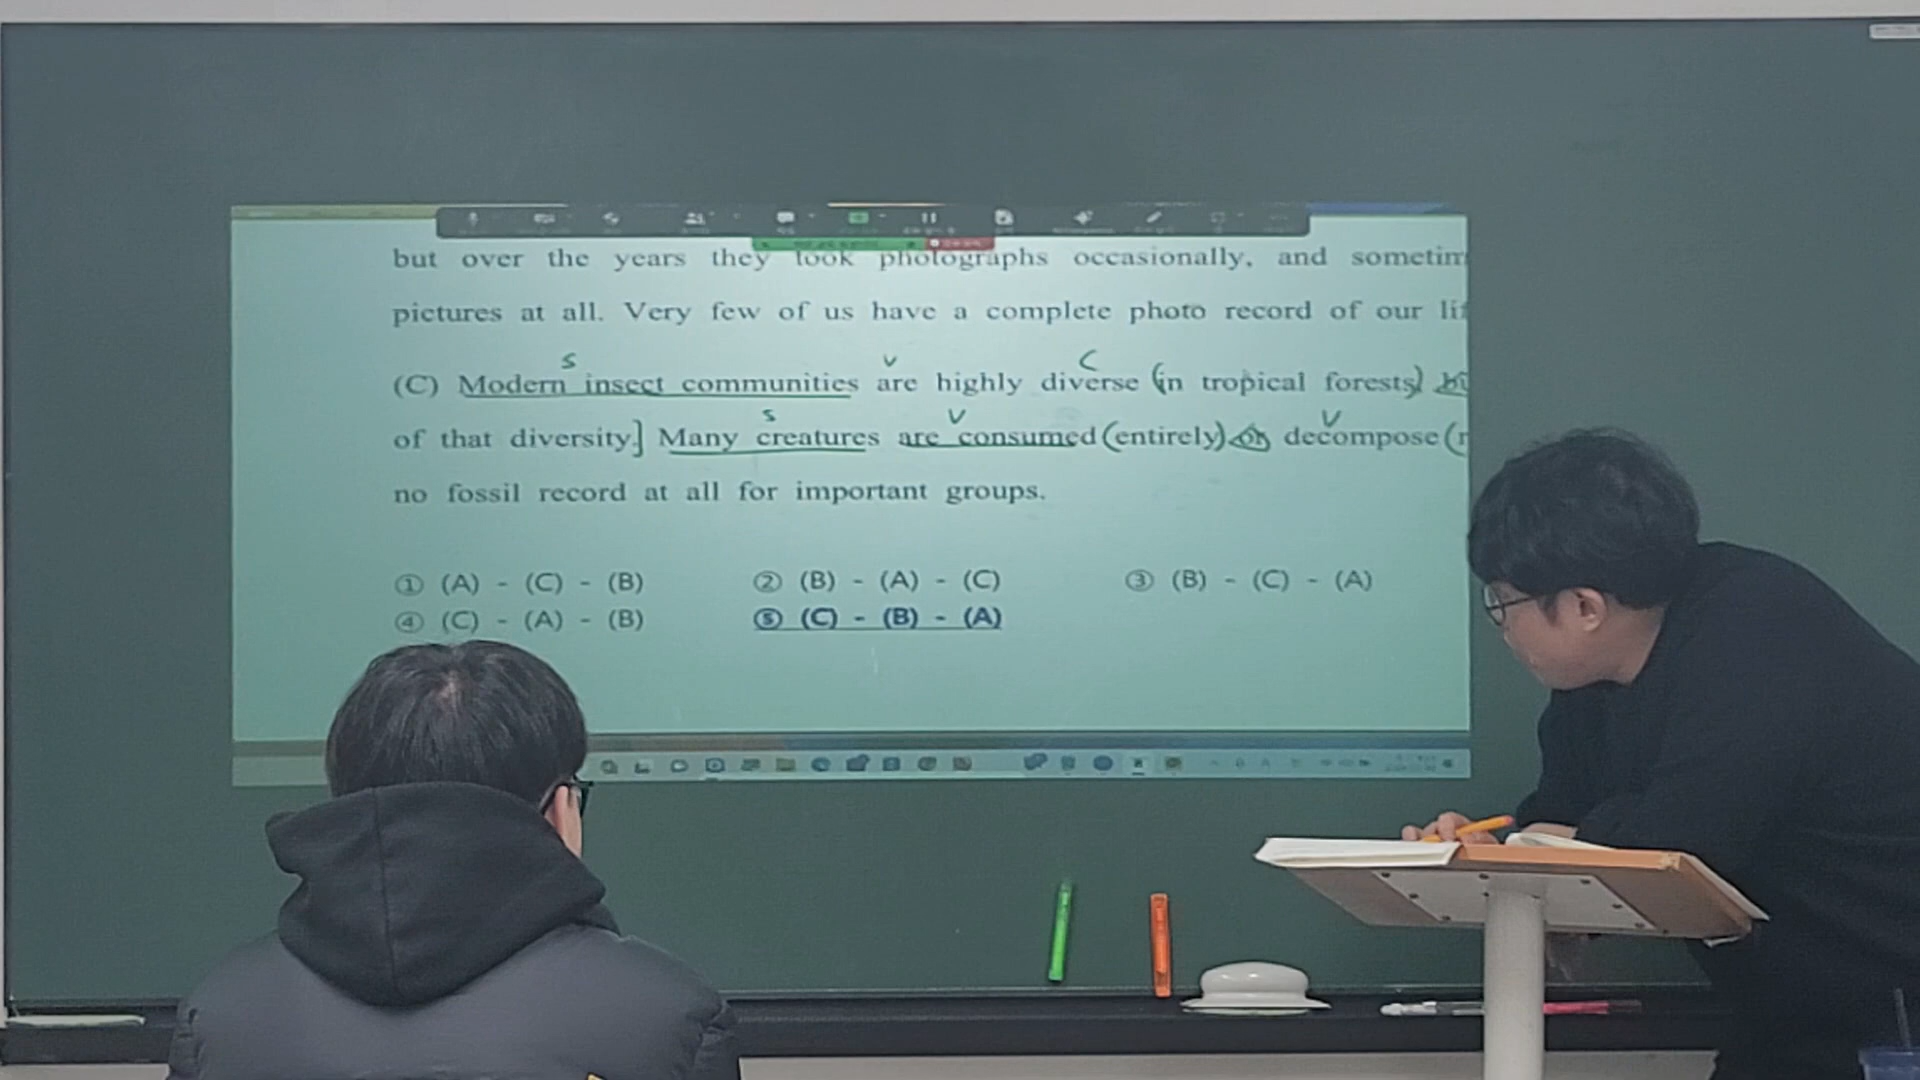 but over the years they took photographs occasionally, and sometim
pictures at all. Very few of us have a complete photo record of our li
S V C
(C) Modern insect communities are highly diverse (in tropical forests)
S V V
of that diversity.] Many creatures are consumed (entirely) or decompose (r
no fossil record at all for important groups.
① (A) - (C) - (B) ② (B) - (A) - (C) ③ (B) - (C) - (A)
④ (C) - (A) - (B) ⑤ (C) - (B) - (A)